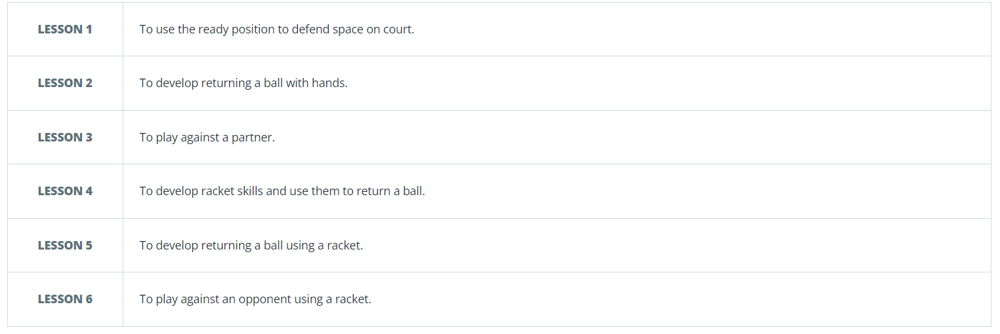 LESSON 1 To use the ready position to defend space on court.
LESSON 2 To develop returning a ball with hands.
LESSON 3 To play against a partner.
LESSON 4 To develop racket skills and use them to return a ball.
LESSON 5 To develop returning a ball using a racket.
LESSON 6 To play against an opponent using a racket.